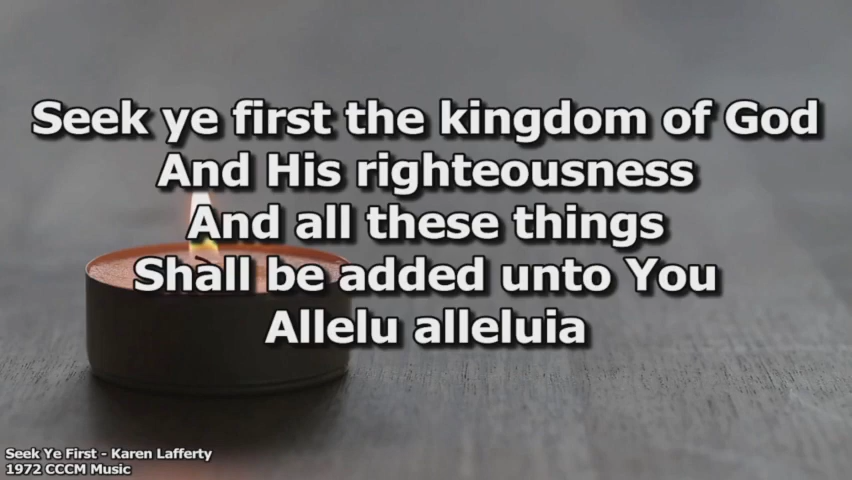 Seek ye first the kingdom of God
And His righteousness
And all these things
Shall be added unto You
Allelu alleluia
Seek Ye First - Karen Lafferty
1972 CCCM Music